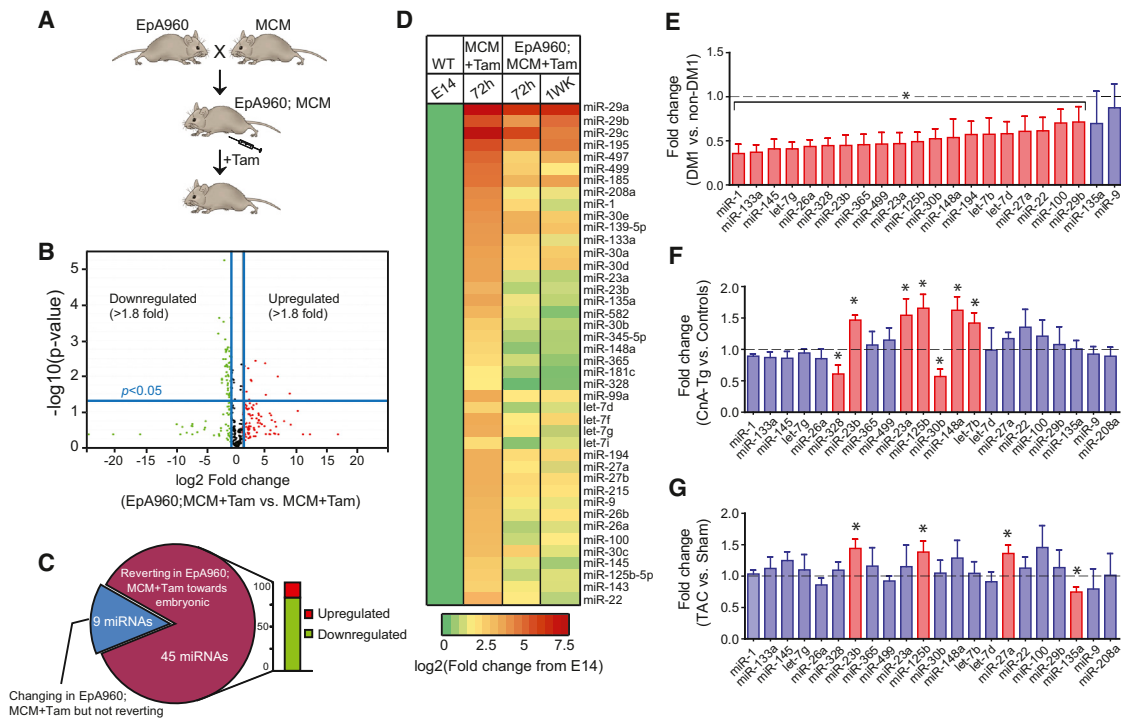 A
EpA960
MCM
X
EpA960; MCM
+Tam
B
5
4
3
2
1
0
-log10(p-value)
Downregulated
(>1.8 fold)
Upregulated
(>1.8 fold)
p<0.05
-20
-15
-10
-5
0
5
10
15
20
log2 Fold change
(EpA960;MCM+Tam vs. MCM+Tam)
C
Reverting in EpA960;
MCM+Tam towards
embryonic
9 miRNAs
45 miRNAs
100
50
0
Upregulated
Downregulated
Changing in EpA960;
MCM+Tam but not reverting
D
WT
MCM
+Tam
EpA960;
MCM+Tam
E14
72h
72h
1WK
miR-29a
miR-29b
miR-29c
miR-195
miR-497
miR-499
miR-185
miR-208a
miR-1
miR-30e
miR-139-5p
miR-133a
miR-30a
miR-30d
miR-23a
miR-23b
miR-135a
miR-582
miR-30b
miR-345-5p
miR-148a
miR-365
miR-181c
miR-328
miR-99a
let-7d
let-7f
let-7g
let-7i
miR-194
miR-27a
miR-27b
miR-215
miR-9
miR-26b
miR-26a
miR-100
miR-30c
miR-145
miR-125b-5p
miR-143
miR-22
0
2.5
5
7.5
log2(Fold change from E14)
E
Fold change
(DM1 vs. non-DM1)
1.0
0.5
0.0
*
miR-1
miR-133a
miR-145
let-7g
miR-26a
miR-328
miR-23b
miR-365
miR-499
miR-23a
miR-125b
miR-30b
miR-148a
miR-194
let-7b
let-7d
miR-27a
miR-22
miR-100
miR-29b
miR-135a
miR-9
F
Fold change
(CnA-Tg vs. Controls)
2.0
1.5
1.0
0.5
0.0
* * * * * * *
miR-1
miR-133a
miR-145
let-7g
miR-26a
miR-328
miR-23b
miR-365
miR-499
miR-23a
miR-125b
miR-30b
miR-148a
let-7b
let-7d
miR-27a
miR-22
miR-100
miR-29b
miR-135a
miR-9
miR-208a
G
Fold change
(TAC vs. Sham)
2.0
1.5
1.0
0.5
0.0
* * * *
miR-1
miR-133a
miR-145
let-7g
miR-26a
miR-328
miR-23b
miR-365
miR-499
miR-23a
miR-125b
miR-30b
miR-148a
let-7b
let-7d
miR-27a
miR-22
miR-100
miR-29b
miR-135a
miR-9
miR-208a